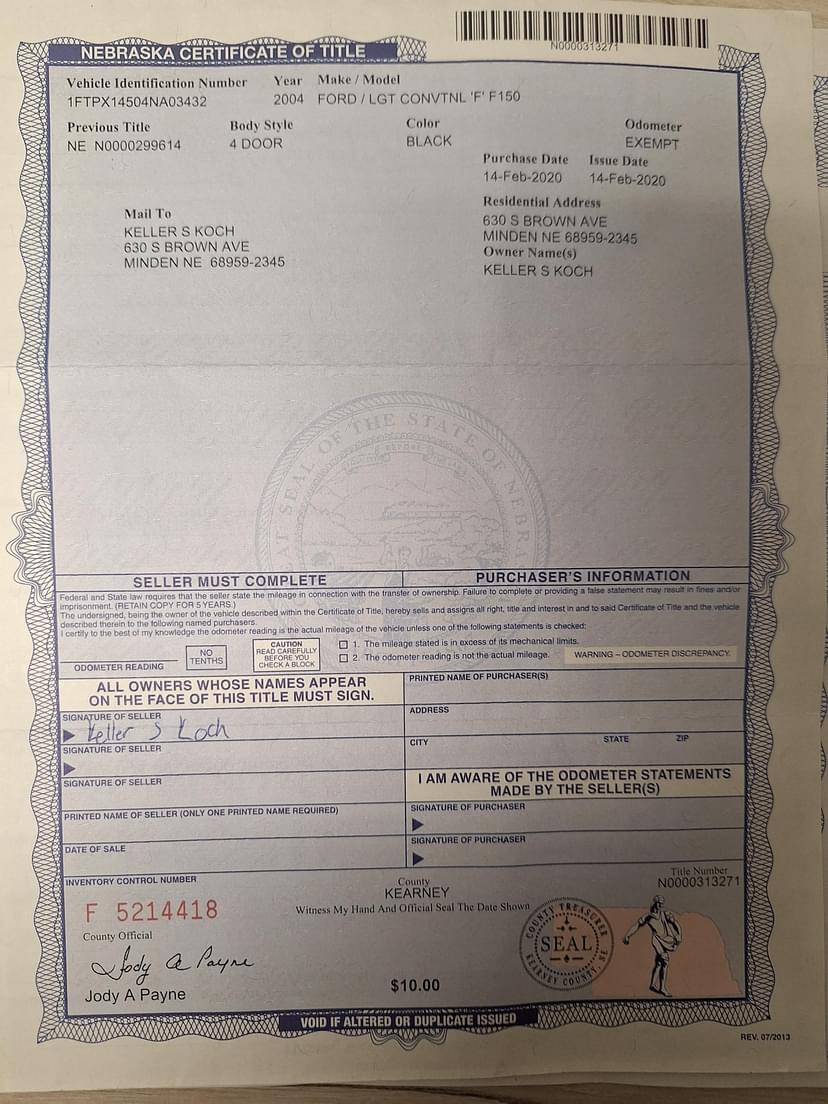 N0000313271
NEBRASKA CERTIFICATE OF TITLE
Vehicle Identification Number Year Make / Model
1FTPX14504NA03432 2004 FORD / LGT CONVTNL 'F' F150
Previous Title Body Style Color Odometer
NE N0000299614 4 DOOR BLACK EXEMPT
Purchase Date Issue Date
14-Feb-2020 14-Feb-2020
Mail To
KELLER S KOCH
630 S BROWN AVE
MINDEN NE 68959-2345
Residential Address
630 S BROWN AVE
MINDEN NE 68959-2345
Owner Name(s)
KELLER S KOCH
SEAL OF THE STATE OF
SELLER MUST COMPLETE PURCHASER'S INFORMATION
Federal and State law requires that the seller state the mileage in connection with the transfer of ownership. Failure to complete or providing a false statement may result in fines and/or
imprisonment. (RETAIN COPY FOR 5 YEARS.)
The undersigned, being the owner of the vehicle described within the Certificate of Title, hereby sells and assigns all right, title and interest in and to said Certificate of Title and the vehicle
described therein to the following named purchasers.
I certify to the best of my knowledge the odometer reading is the actual mileage of the vehicle unless one of the following statements is checked:
ODOMETER READING
NO
TENTHS
CAUTION
READ CAREFULLY
BEFORE YOU
CHECK A BLOCK
1. The mileage stated is in excess of its mechanical limits.
2. The odometer reading is not the actual mileage. WARNING – ODOMETER DISCREPANCY.
ALL OWNERS WHOSE NAMES APPEAR
ON THE FACE OF THIS TITLE MUST SIGN.
SIGNATURE OF SELLER
Keller S Koch
SIGNATURE OF SELLER
SIGNATURE OF SELLER
PRINTED NAME OF SELLER (ONLY ONE PRINTED NAME REQUIRED)
DATE OF SALE
PRINTED NAME OF PURCHASER(S)
ADDRESS
CITY STATE ZIP
I AM AWARE OF THE ODOMETER STATEMENTS
MADE BY THE SELLER(S)
SIGNATURE OF PURCHASER
SIGNATURE OF PURCHASER
INVENTORY CONTROL NUMBER
F 5214418
County
KEARNEY
Witness My Hand And Official Seal The Date Shown
Title Number
N0000313271
County Official
Jody A Payne
Jody A Payne
$10.00
COUNTY TREASURER
SEAL
KEARNEY COUNTY, NE
VOID IF ALTERED OR DUPLICATE ISSUED
REV. 07/2013